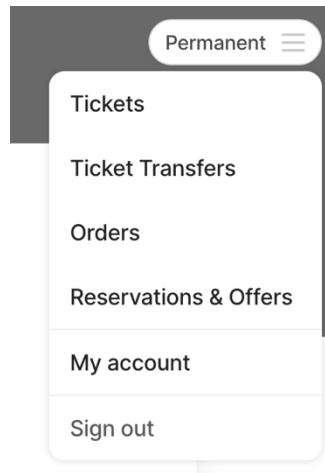 Permanent
Tickets
Ticket Transfers
Orders
Reservations & Offers
My account
Sign out